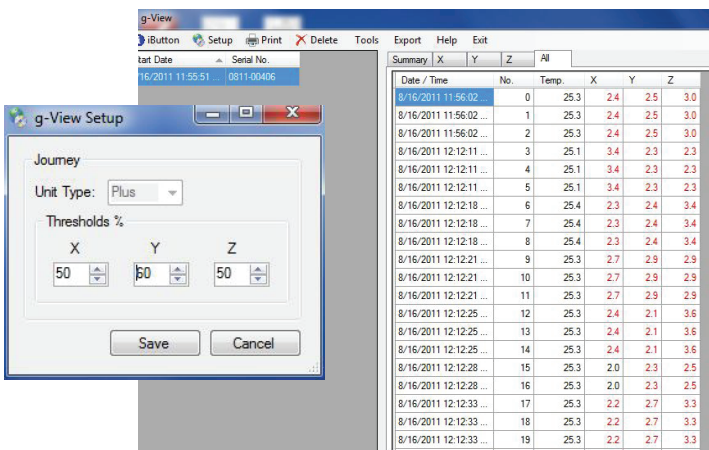 g-View
iButton Setup Print Delete Tools Export Help Exit
Start Date Serial No.
/16/2011 11:55:51 ... 0811-00406
Summary X Y Z All
Date / Time No. Temp. X Y Z
8/16/2011 11:56:02 ... 0 25.3 2.4 2.5 3.0
8/16/2011 11:56:02 ... 1 25.3 2.4 2.5 3.0
8/16/2011 11:56:02 ... 2 25.3 2.4 2.5 3.0
8/16/2011 12:12:11 ... 3 25.1 3.4 2.3 2.3
8/16/2011 12:12:11 ... 4 25.1 3.4 2.3 2.3
8/16/2011 12:12:11 ... 5 25.1 3.4 2.3 2.3
8/16/2011 12:12:18 ... 6 25.4 2.3 2.4 3.4
8/16/2011 12:12:18 ... 7 25.4 2.3 2.4 3.4
8/16/2011 12:12:18 ... 8 25.4 2.3 2.4 3.4
8/16/2011 12:12:21 ... 9 25.3 2.7 2.9 2.9
8/16/2011 12:12:21 ... 10 25.3 2.7 2.9 2.9
8/16/2011 12:12:21 ... 11 25.3 2.7 2.9 2.9
8/16/2011 12:12:25 ... 12 25.3 2.4 2.1 3.6
8/16/2011 12:12:25 ... 13 25.3 2.4 2.1 3.6
8/16/2011 12:12:25 ... 14 25.3 2.4 2.1 3.6
8/16/2011 12:12:28 ... 15 25.3 2.0 2.3 2.5
8/16/2011 12:12:28 ... 16 25.3 2.0 2.3 2.5
8/16/2011 12:12:33 ... 17 25.3 2.2 2.7 3.3
8/16/2011 12:12:33 ... 18 25.3 2.2 2.7 3.3
8/16/2011 12:12:33 ... 19 25.3 2.2 2.7 3.3
g-View Setup
Journey
Unit Type: Plus
Thresholds %
X Y Z
50 60 50
Save Cancel